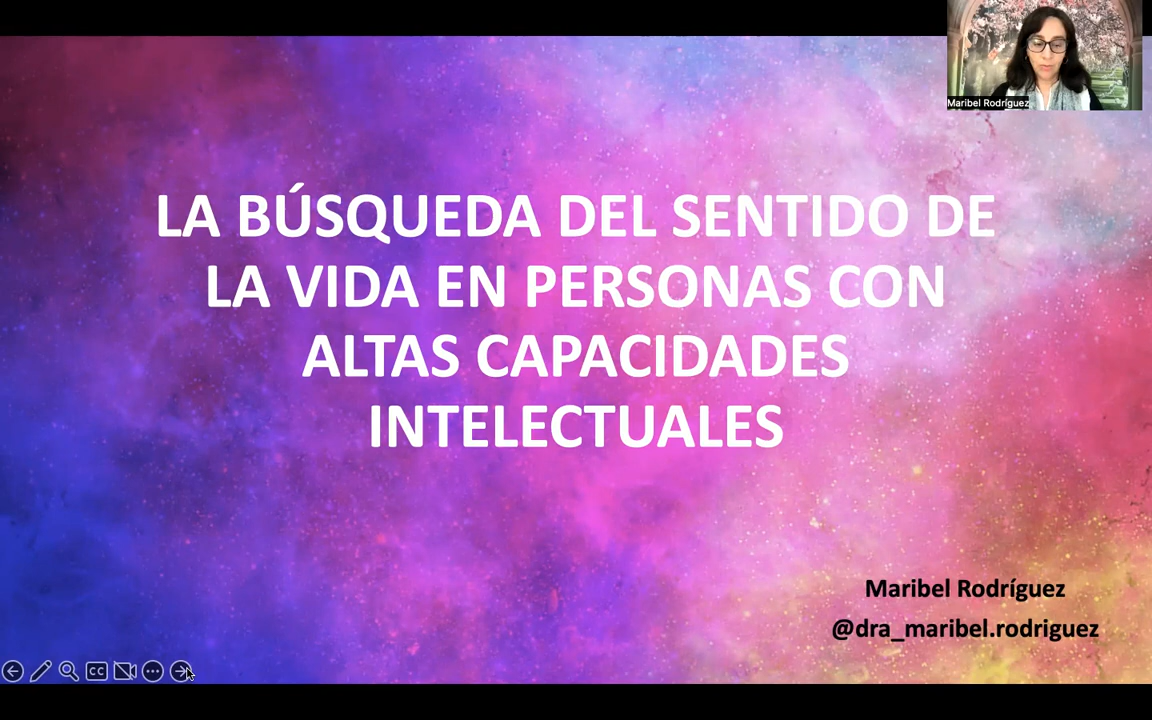 Maribel Rodríguez
LA BÚSQUEDA DEL SENTIDO DE
LA VIDA EN PERSONAS CON
ALTAS CAPACIDADES
INTELECTUALES
Maribel Rodríguez
@dra_maribel.rodriguez
CC